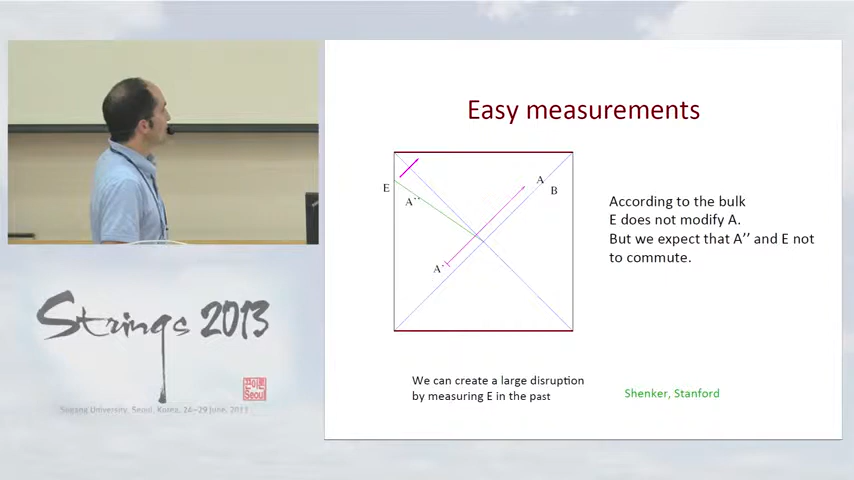 Easy measurements
E
A
B
A´´
A´
According to the bulk
E does not modify A.
But we expect that A’’ and E not
to commute.
We can create a large disruption
by measuring E in the past
Shenker, Stanford
Strings 2013
Seoul
Sogang University, Seoul, Korea, 24-29 June, 2013